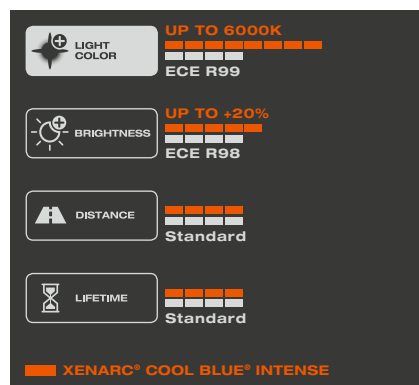 UP TO 6000K
LIGHT
COLOR
ECE R99
UP TO +20%
BRIGHTNESS
ECE R98
DISTANCE
Standard
LIFETIME
Standard
XENARC® COOL BLUE® INTENSE